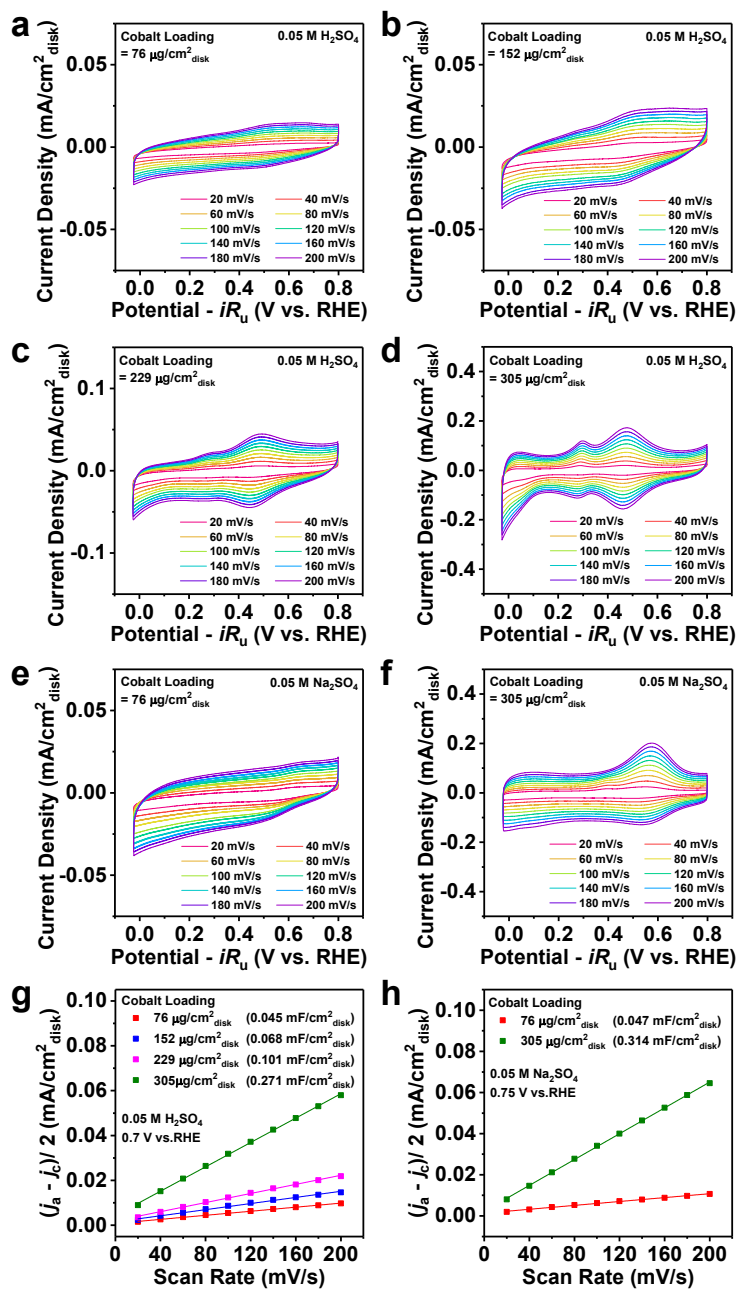 a
Cobalt Loading
= 76 µg/cm²disk
0.05 M H₂SO₄
0.05
0.00
-0.05
Current Density (mA/cm²disk)
20 mV/s 40 mV/s
60 mV/s 80 mV/s
100 mV/s 120 mV/s
140 mV/s 160 mV/s
180 mV/s 200 mV/s
0.0 0.2 0.4 0.6 0.8
Potential - iRu (V vs. RHE)
b
Cobalt Loading
= 152 µg/cm²disk
0.05 M H₂SO₄
0.05
0.00
-0.05
Current Density (mA/cm²disk)
20 mV/s 40 mV/s
60 mV/s 80 mV/s
100 mV/s 120 mV/s
140 mV/s 160 mV/s
180 mV/s 200 mV/s
0.0 0.2 0.4 0.6 0.8
Potential - iRu (V vs. RHE)
c
Cobalt Loading
= 229 µg/cm²disk
0.05 M H₂SO₄
0.1
0.0
-0.1
Current Density (mA/cm²disk)
20 mV/s 40 mV/s
60 mV/s 80 mV/s
100 mV/s 120 mV/s
140 mV/s 160 mV/s
180 mV/s 200 mV/s
0.0 0.2 0.4 0.6 0.8
Potential - iRu (V vs. RHE)
d
Cobalt Loading
= 305 µg/cm²disk
0.05 M H₂SO₄
0.4
0.2
0.0
-0.2
-0.4
Current Density (mA/cm²disk)
20 mV/s 40 mV/s
60 mV/s 80 mV/s
100 mV/s 120 mV/s
140 mV/s 160 mV/s
180 mV/s 200 mV/s
0.0 0.2 0.4 0.6 0.8
Potential - iRu (V vs. RHE)
e
Cobalt Loading
= 76 µg/cm²disk
0.05 M Na₂SO₄
0.05
0.00
-0.05
Current Density (mA/cm²disk)
20 mV/s 40 mV/s
60 mV/s 80 mV/s
100 mV/s 120 mV/s
140 mV/s 160 mV/s
180 mV/s 200 mV/s
0.0 0.2 0.4 0.6 0.8
Potential - iRu (V vs. RHE)
f
Cobalt Loading
= 305 µg/cm²disk
0.05 M Na₂SO₄
0.4
0.2
0.0
-0.2
-0.4
Current Density (mA/cm²disk)
20 mV/s 40 mV/s
60 mV/s 80 mV/s
100 mV/s 120 mV/s
140 mV/s 160 mV/s
180 mV/s 200 mV/s
0.0 0.2 0.4 0.6 0.8
Potential - iRu (V vs. RHE)
g
Cobalt Loading
76 µg/cm²disk (0.045 mF/cm²disk)
152 µg/cm²disk (0.068 mF/cm²disk)
229 µg/cm²disk (0.101 mF/cm²disk)
305µg/cm²disk (0.271 mF/cm²disk)
0.05 M H₂SO₄
0.7 V vs.RHE
0.10
0.08
0.06
0.04
0.02
0.00
(ja - jc)/ 2 (mA/cm²disk)
0 40 80 120 160 200
Scan Rate (mV/s)
h
Cobalt Loading
76 µg/cm²disk (0.047 mF/cm²disk)
305 µg/cm²disk (0.314 mF/cm²disk)
0.05 M Na₂SO₄
0.75 V vs.RHE
0.10
0.08
0.06
0.04
0.02
0.00
(ja - jc)/ 2 (mA/cm²disk)
0 40 80 120 160 200
Scan Rate (mV/s)